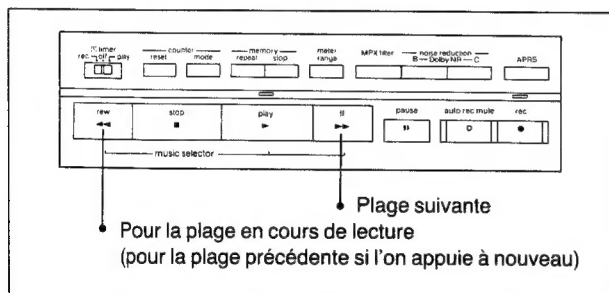 timer
counter
memory
meter
noise reduction
rec — off — play
reset
mode
repeat
stop
range
MPX filter
B — Dolby NR — C
APRS
rew
stop
play
ff
pause
auto rec mute
rec
◀◀
■
▶
▶▶
❚❚
○
●
music selector
Plage suivante
Pour la plage en cours de lecture
(pour la plage précédente si l'on appuie à nouveau)